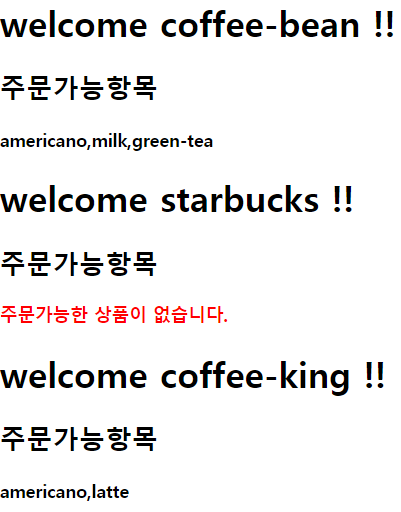 welcome coffee-bean !!
주문가능항목
americano,milk,green-tea
welcome starbucks !!
주문가능항목
주문가능한 상품이 없습니다.
welcome coffee-king !!
주문가능항목
americano,latte